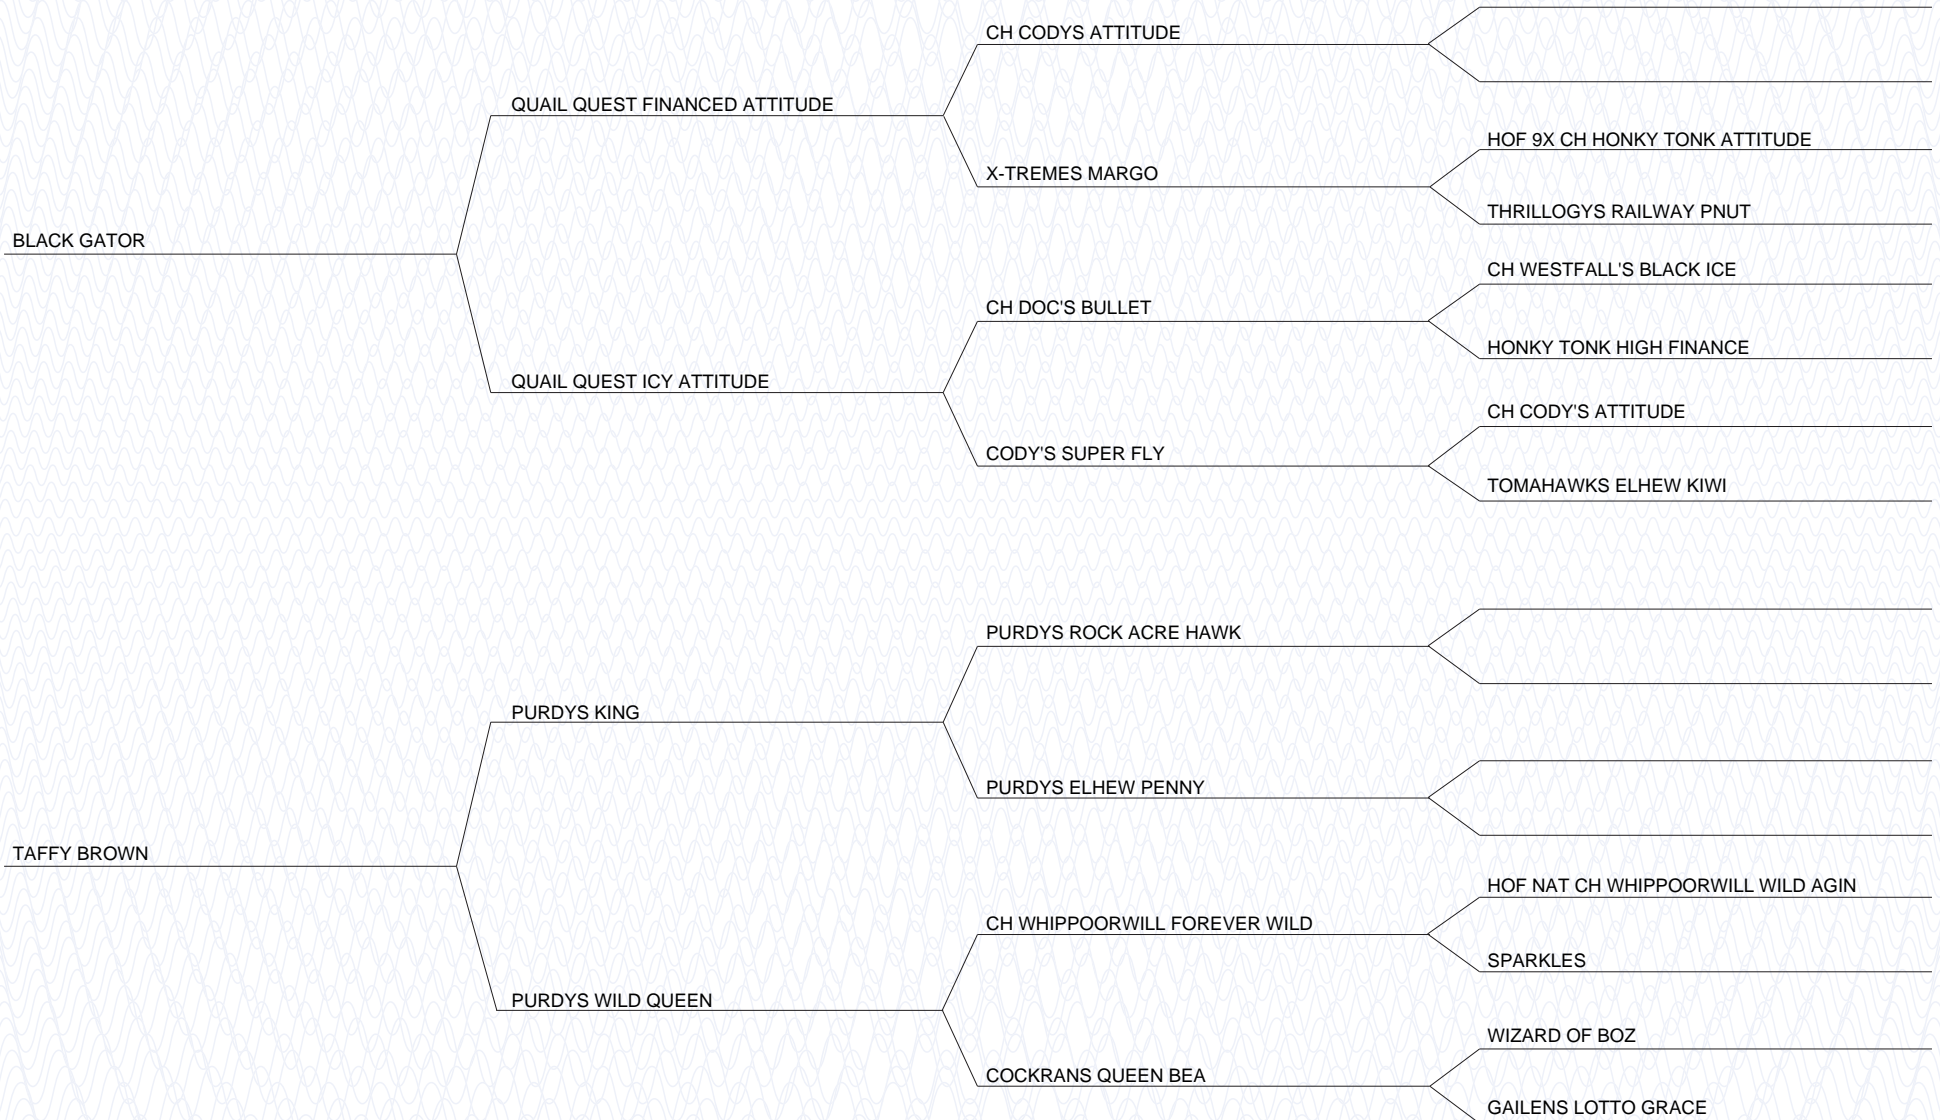 CH CODYS ATTITUDE
QUAIL QUEST FINANCED ATTITUDE
HOF 9X CH HONKY TONK ATTITUDE
X-TREMES MARGO
THRILLOGYS RAILWAY PNUT
BLACK GATOR
CH WESTFALL'S BLACK ICE
CH DOC'S BULLET
HONKY TONK HIGH FINANCE
QUAIL QUEST ICY ATTITUDE
CH CODY'S ATTITUDE
CODY'S SUPER FLY
TOMAHAWKS ELHEW KIWI
PURDYS ROCK ACRE HAWK
PURDYS KING
PURDYS ELHEW PENNY
TAFFY BROWN
HOF NAT CH WHIPPOORWILL WILD AGIN
CH WHIPPOORWILL FOREVER WILD
SPARKLES
PURDYS WILD QUEEN
WIZARD OF BOZ
COCKRANS QUEEN BEA
GAILENS LOTTO GRACE